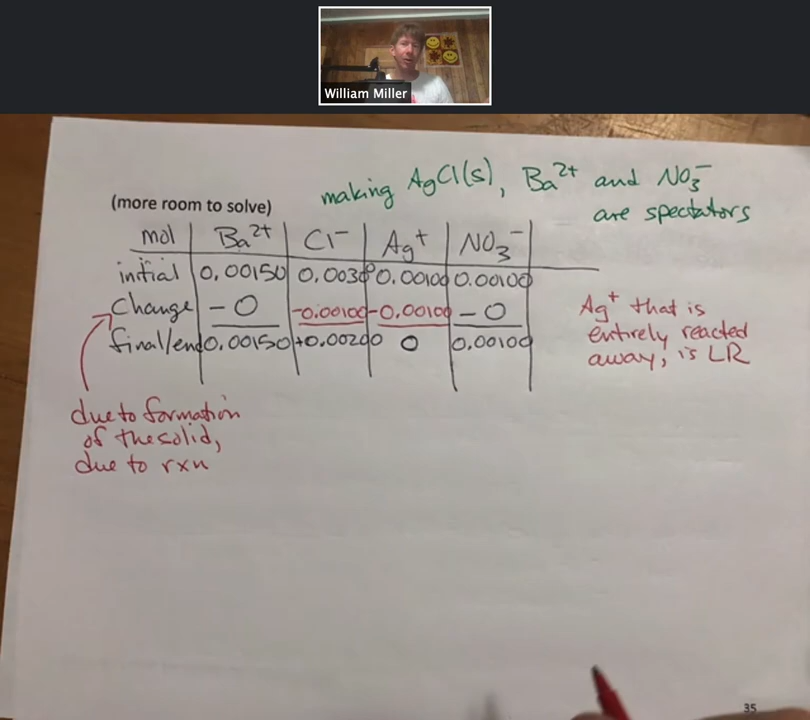 William Miller
making AgCl(s), Ba²⁺ and NO₃⁻
are spectators
(more room to solve)
mol Ba²⁺ Cl⁻ Ag⁺ NO₃⁻
initial 0.00150 0.00300 0.00100 0.00100
Change - 0 -0.00100 -0.00100 - 0
final/end 0.00150 +0.00200 0 0.00100
Ag⁺ that is
entirely reacted
away, is LR
due to formation
of the solid,
due to rxn
35